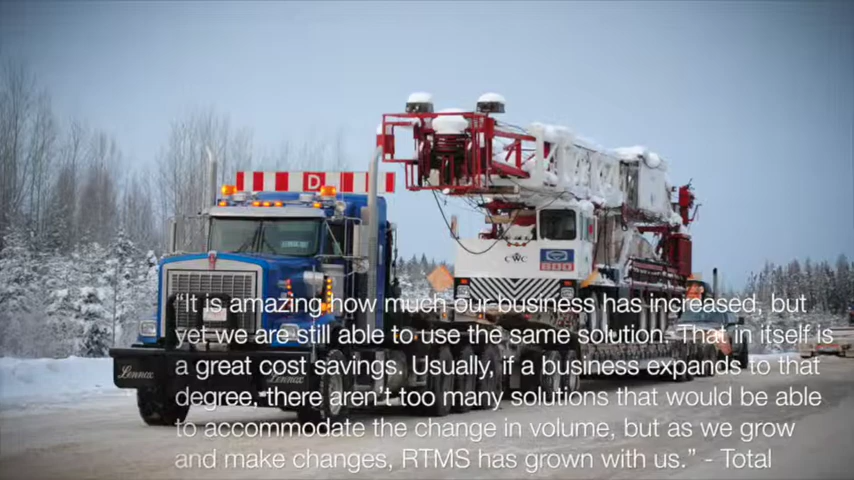 D
CWC
Lennox
Lennox
“It is amazing how much our business has increased, but
yet we are still able to use the same solution. That in itself is
a great cost savings. Usually, if a business expands to that
degree, there aren’t too many solutions that would be able
to accommodate the change in volume, but as we grow
and make changes, RTMS has grown with us.” - Total